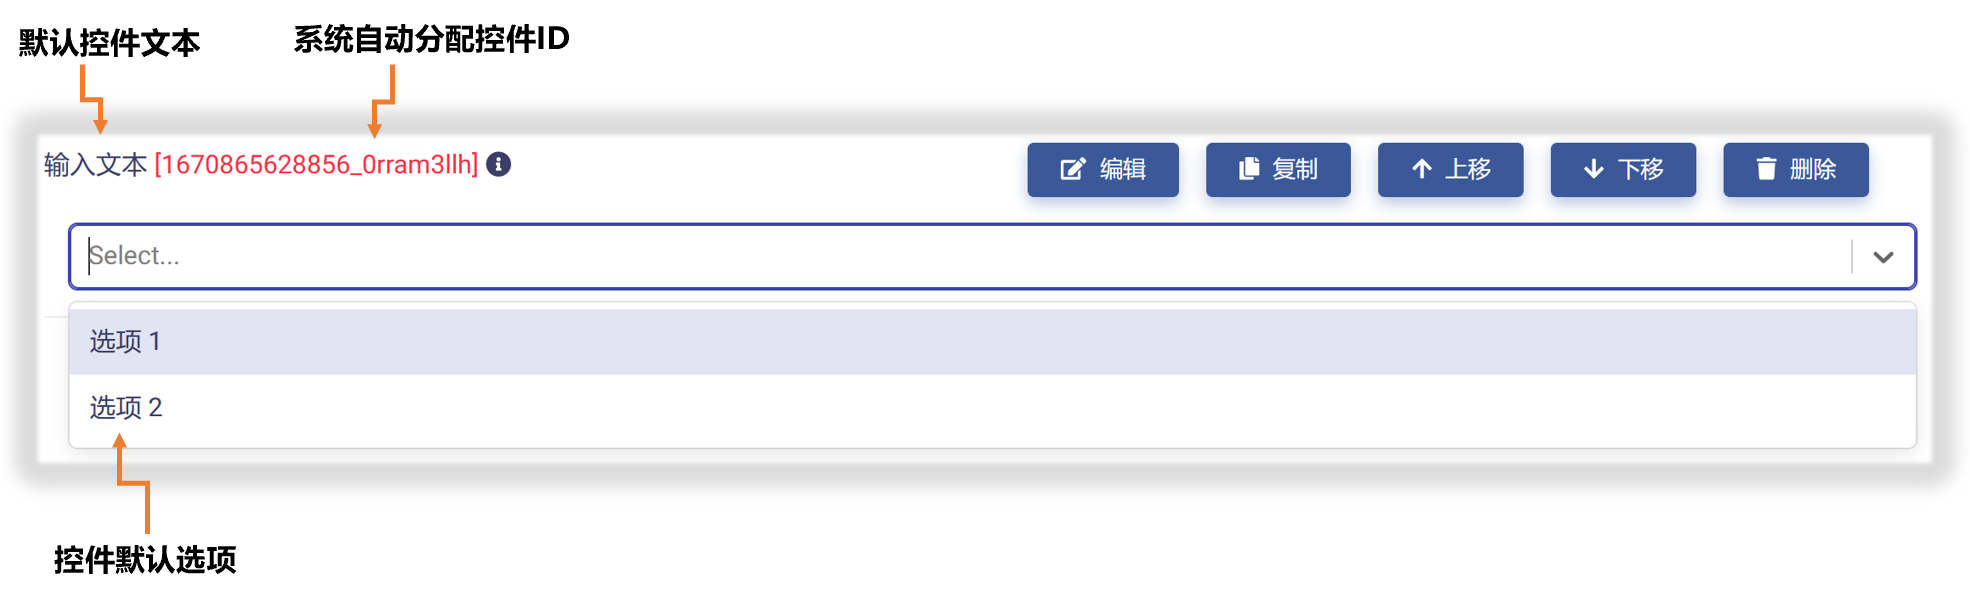 默认控件文本
系统自动分配控件ID
输入文本 [1670865628856_0rram3llh]
编辑
复制
上移
下移
删除
Select...
选项 1
选项 2
控件默认选项